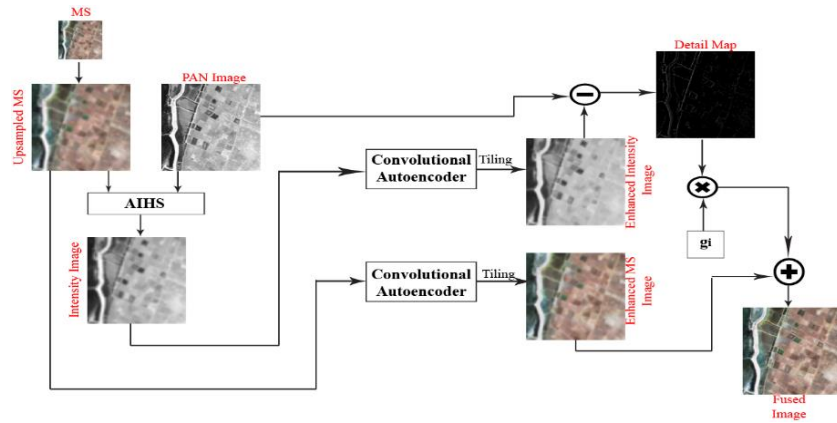 MS
Upsampled MS
PAN Image
AIHS
Intensity Image
Convolutional
Autoencoder
Tiling
Enhanced Intensity
Image
Convolutional
Autoencoder
Tiling
Enhanced MS
Image
Detail Map
gi
Fused
Image